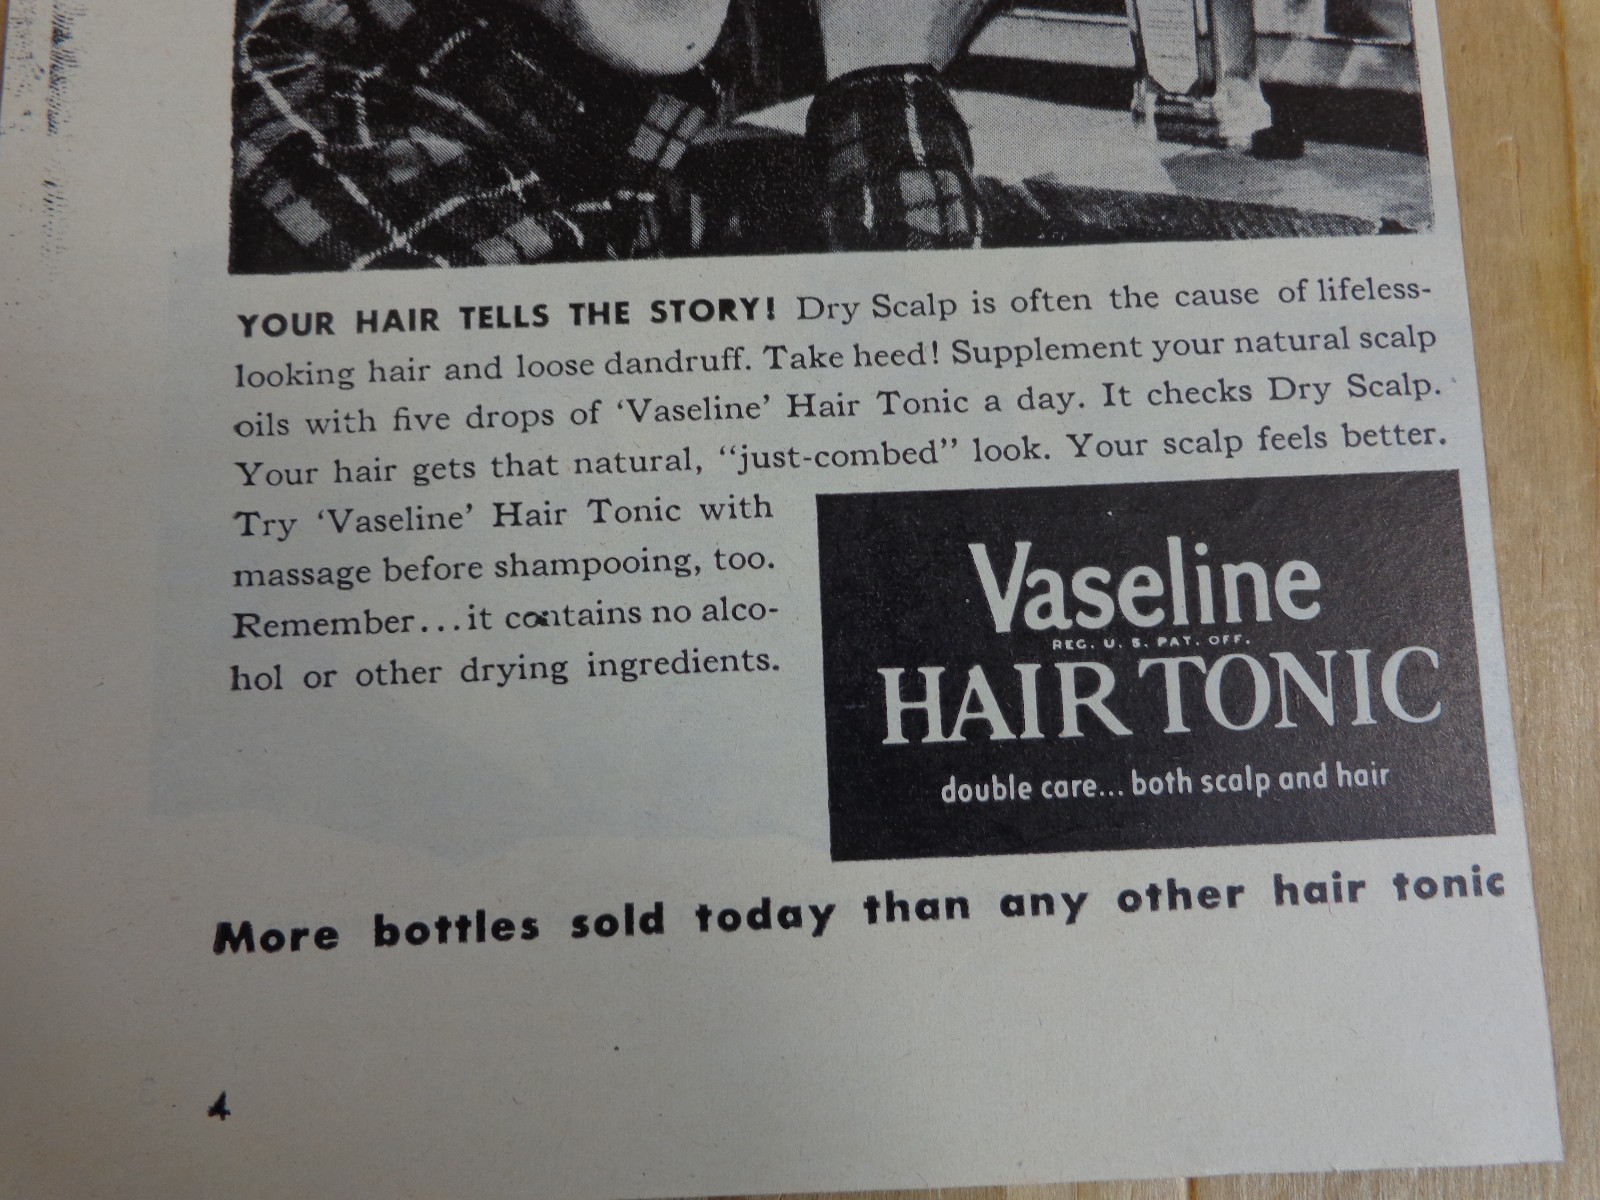 YOUR HAIR TELLS THE STORY! Dry Scalp is often the cause of lifeless-
looking hair and loose dandruff. Take heed! Supplement your natural scalp
oils with five drops of ‘Vaseline’ Hair Tonic a day. It checks Dry Scalp.
Your hair gets that natural, “just-combed” look. Your scalp feels better.
Try ‘Vaseline’ Hair Tonic with
massage before shampooing, too.
Remember...it contains no alco-
hol or other drying ingredients.
Vaseline
REG. U. S. PAT. OFF.
HAIR TONIC
double care... both scalp and hair
More bottles sold today than any other hair tonic
4